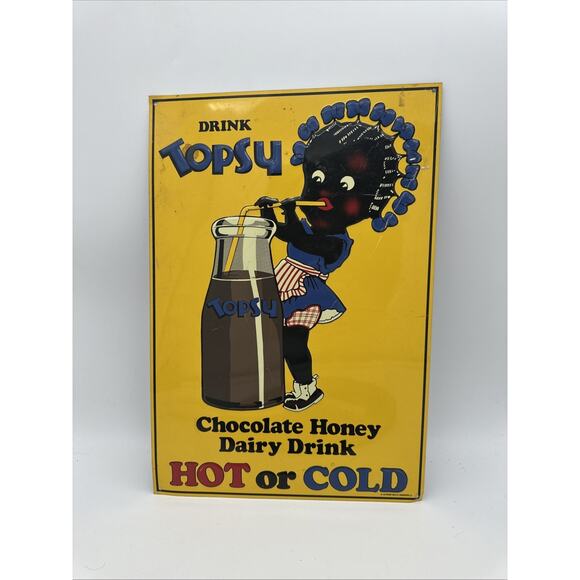 DRINK
TOPSY
TOPSY
Chocolate Honey
Dairy Drink
HOT or COLD